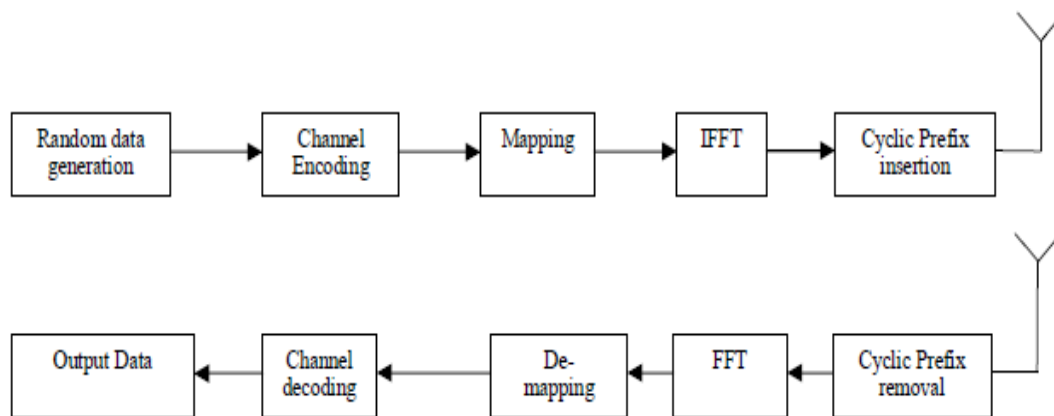 Random data
generation
Channel
Encoding
Mapping
IFFT
Cyclic Prefix
insertion
Output Data
Channel
decoding
De-
mapping
FFT
Cyclic Prefix
removal